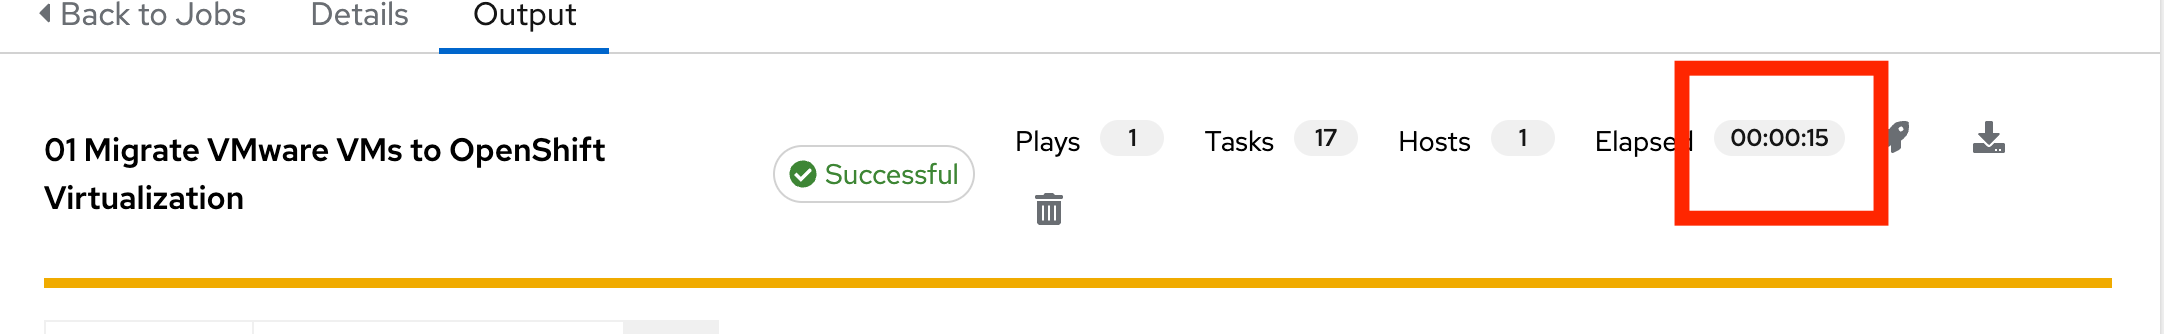 Back to Jobs Details Output
01 Migrate VMware VMs to OpenShift
Virtualization
Successful
Plays 1 Tasks 17 Hosts 1 Elapsed 00:00:15